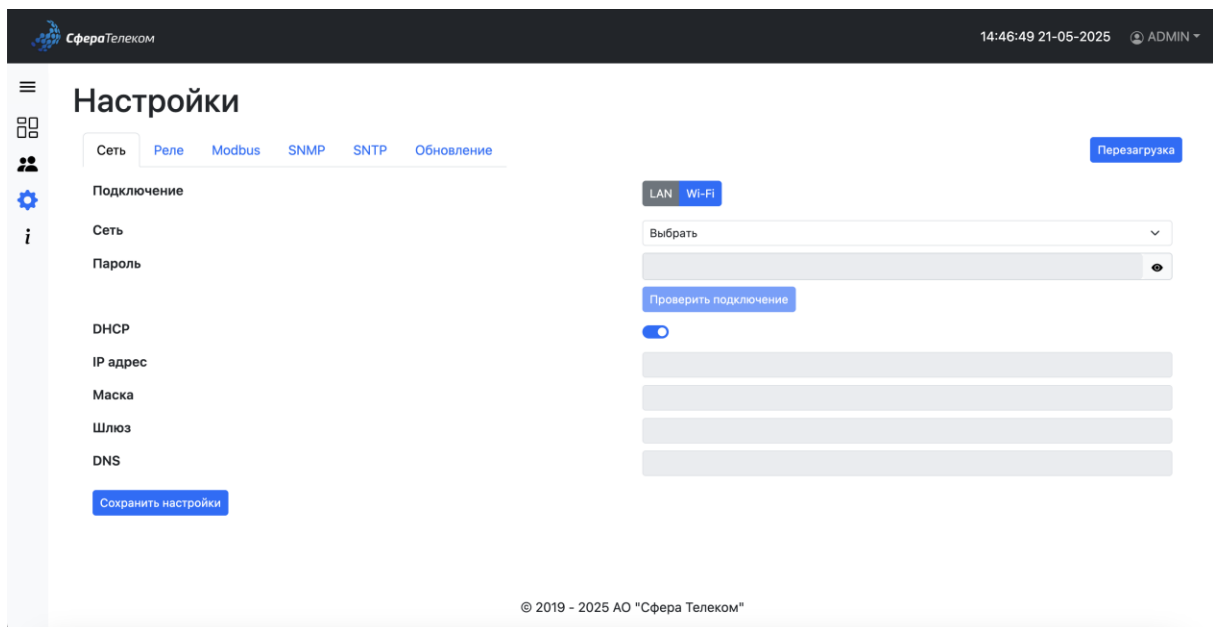 СфераТелеком 14:46:49 21-05-2025 ADMIN
Настройки
Сеть Реле Modbus SNMP SNTP Обновление Перезагрузка
Подключение LAN Wi-Fi
Сеть Выбрать
Пароль
Проверить подключение
DHCP
IP адрес
Маска
Шлюз
DNS
Сохранить настройки
© 2019 - 2025 АО "Сфера Телеком"